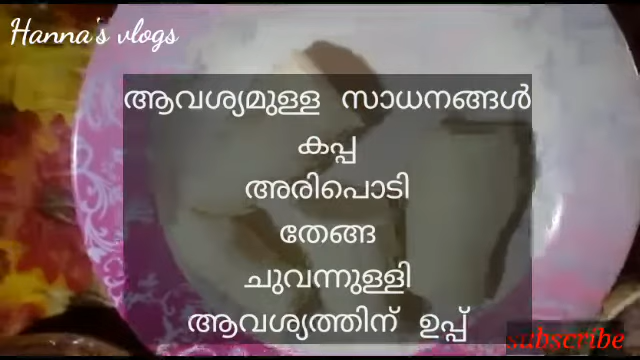 Hanna's vlogs
ആവശ്യമുള്ള സാധനങ്ങൾ
കപ്പ
അരിപൊടി
തേങ്ങ
ചുവന്നുള്ളി
ആവശ്യത്തിന് ഉപ്പ്
subscribe